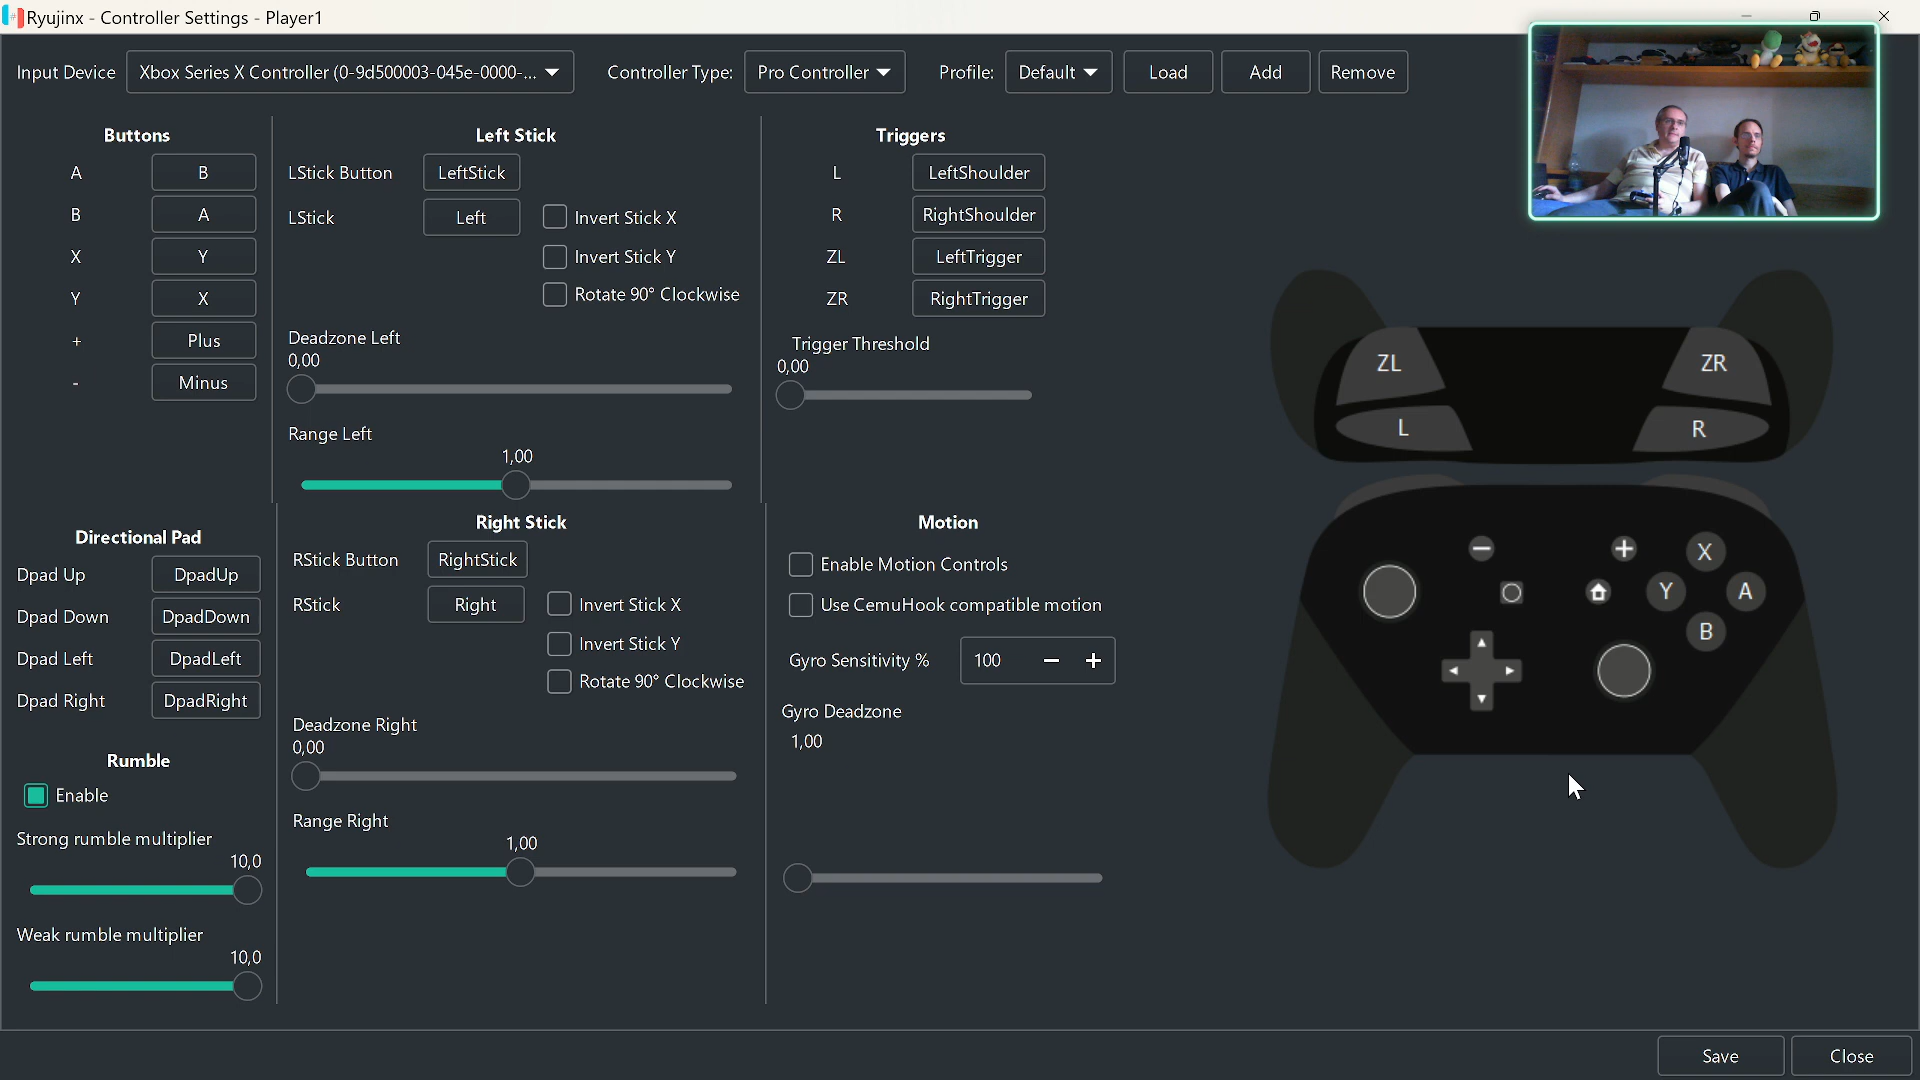 Ryujinx - Controller Settings - Player1
Input Device
Xbox Series X Controller (0-9d500003-045e-0000-...
Controller Type:
Pro Controller
Profile:
Default
Load
Add
Remove
Buttons
A
B
B
A
X
Y
Y
X
+
Plus
-
Minus
Left Stick
LStick Button
LeftStick
LStick
Left
Invert Stick X
Invert Stick Y
Rotate 90° Clockwise
Deadzone Left
0,00
Range Left
1,00
Triggers
L
LeftShoulder
R
RightShoulder
ZL
LeftTrigger
ZR
RightTrigger
Trigger Threshold
0,00
Directional Pad
Dpad Up
DpadUp
Dpad Down
DpadDown
Dpad Left
DpadLeft
Dpad Right
DpadRight
Rumble
Enable
Strong rumble multiplier
10,0
Weak rumble multiplier
10,0
Right Stick
RStick Button
RightStick
RStick
Right
Invert Stick X
Invert Stick Y
Rotate 90° Clockwise
Deadzone Right
0,00
Range Right
1,00
Motion
Enable Motion Controls
Use CemuHook compatible motion
Gyro Sensitivity %
100
Gyro Deadzone
1,00
ZL
ZR
L
R
X
Y
A
B
Save
Close